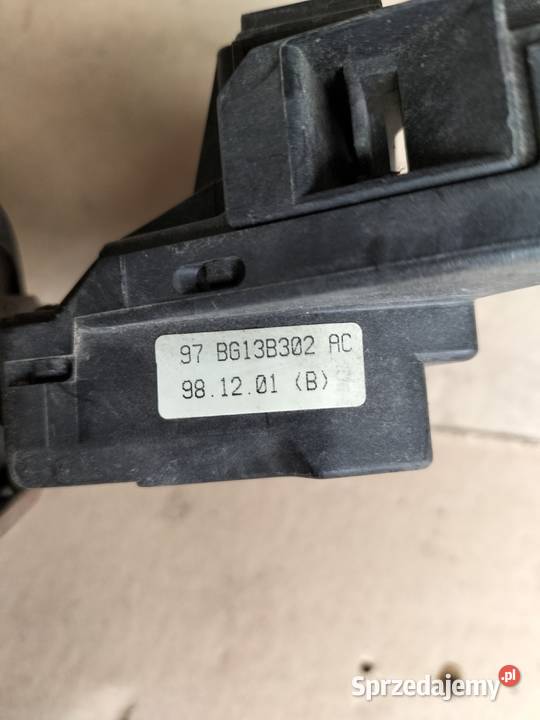 97 BG13B302 AC
98.12.01 (B)
Sprzedajemy.pl